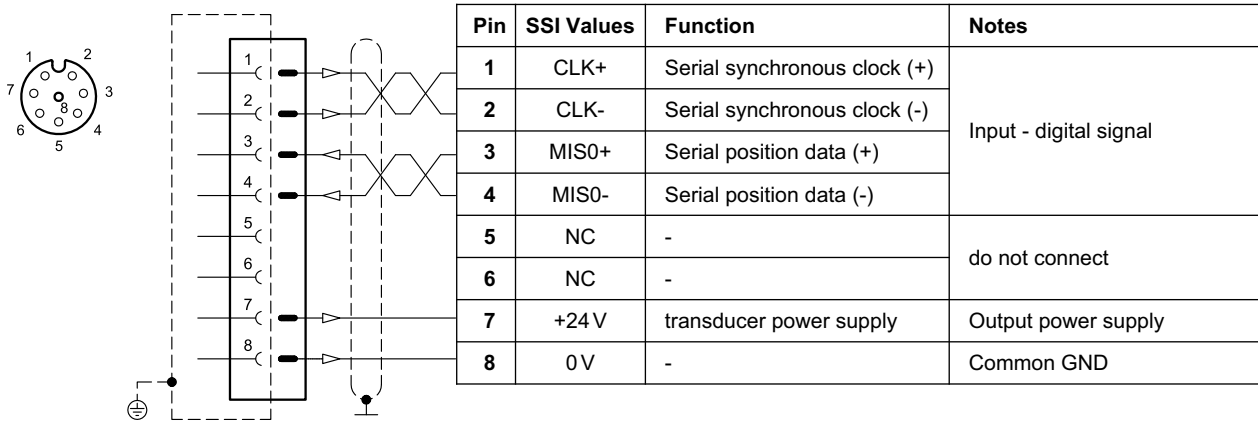 1 2
7 8 3
6 5 4
1
2
3
4
5
6
7
8
Pin SSI Values Function Notes
1 CLK+ Serial synchronous clock (+)
2 CLK- Serial synchronous clock (-)
Input - digital signal
3 MIS0+ Serial position data (+)
4 MIS0- Serial position data (-)
5 NC -
do not connect
6 NC -
7 +24 V transducer power supply Output power supply
8 0 V - Common GND